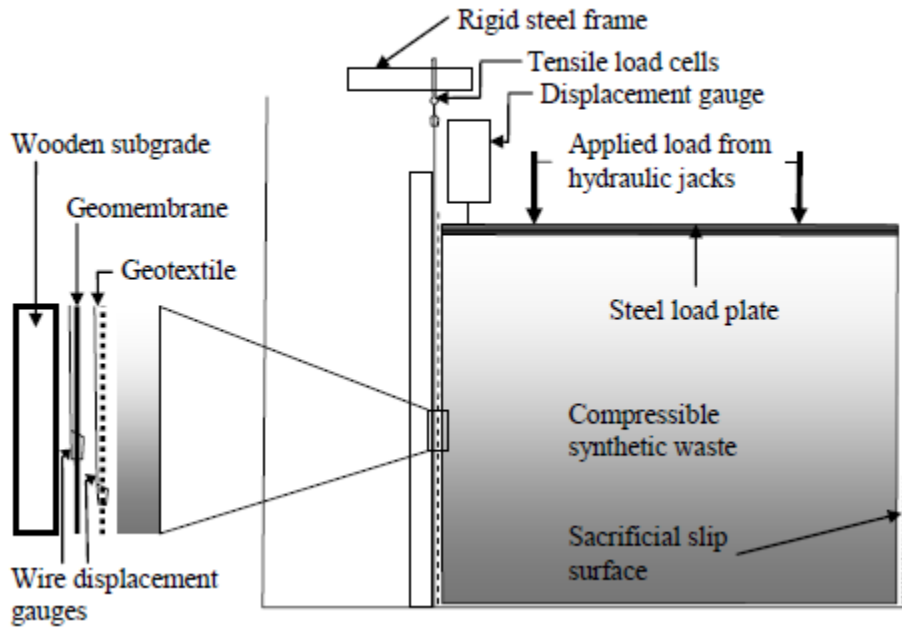 Rigid steel frame
Tensile load cells
Displacement gauge
Wooden subgrade
Applied load from
hydraulic jacks
Geomembrane
Geotextile
Steel load plate
Compressible
synthetic waste
Sacrificial slip
surface
Wire displacement
gauges